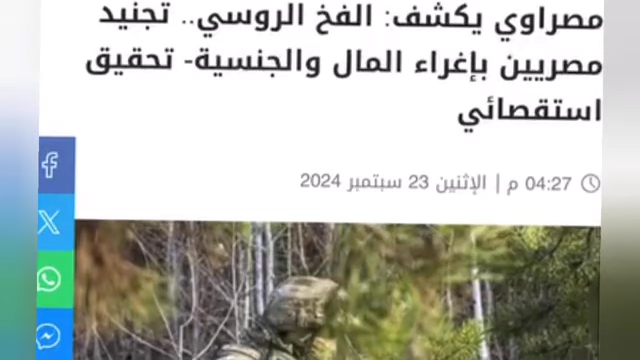 مصراوي يكشف: الفخ الروسي.. تجنيد
مصريين بإغراء المال والجنسية- تحقيق
استقصائي
04:27 م | الإثنين 23 سبتمبر 2024